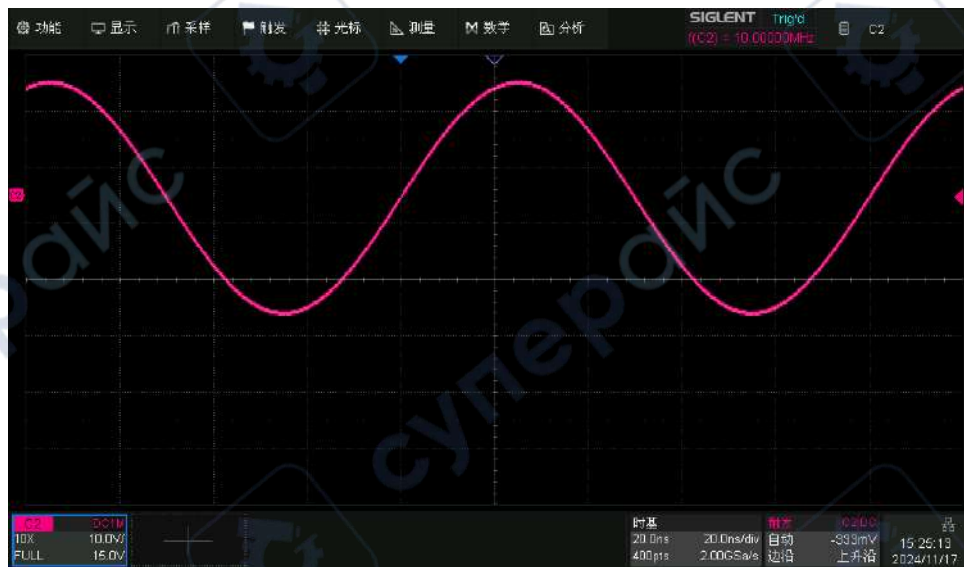 功能 显示 采样 触发 光标 测量 数学 分析 SIGLENT Trig'd C2
f(C2) = 10.00000MHz
C2
C2 DC1M
10X 10.0V/
FULL 15.0V
时基
20.0ns 20.0ns/div
400pts 2.00GSa/s
触发 C2 DC
自动 -333mV
边沿 上升沿
15:25:13
2024/11/17
суперайс